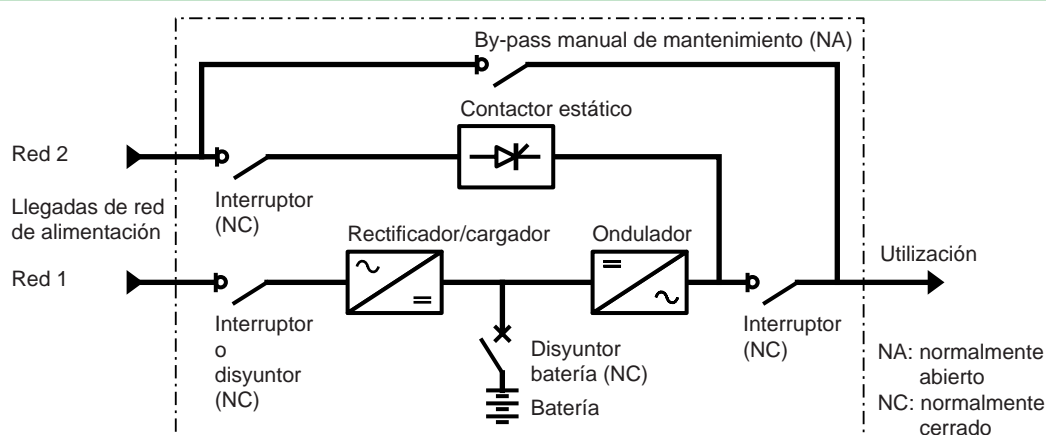 By-pass manual de mantenimiento (NA)
Contactor estático
Red 2
Interruptor
(NC)
Llegadas de red
de alimentación
Rectificador/cargador
Ondulador
Utilización
Red 1
Interruptor
o
disyuntor
(NC)
Disyuntor
batería (NC)
Batería
Interruptor
(NC)
NA: normalmente
abierto
NC: normalmente
cerrado